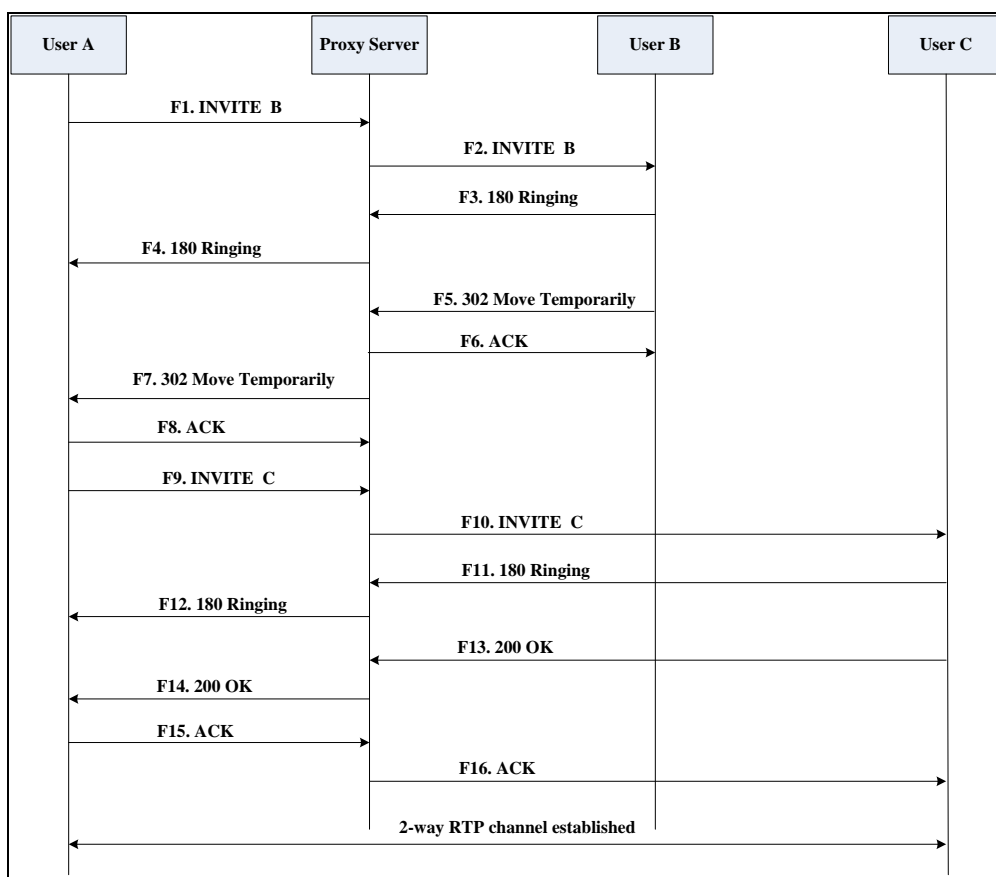 User A
Proxy Server
User B
User C
F1. INVITE B
F2. INVITE B
F3. 180 Ringing
F4. 180 Ringing
F5. 302 Move Temporarily
F6. ACK
F7. 302 Move Temporarily
F8. ACK
F9. INVITE C
F10. INVITE C
F11. 180 Ringing
F12. 180 Ringing
F13. 200 OK
F14. 200 OK
F15. ACK
F16. ACK
2-way RTP channel established